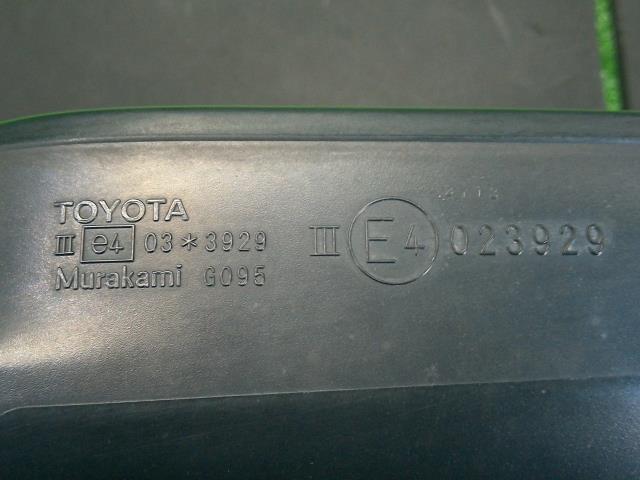 TOYOTA
III e4 03*3929
Murakami G095
III E4 023929